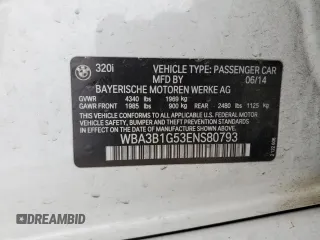 320i VEHICLE TYPE: PASSENGER CAR
MFD BY 06/14
BAYERISCHE MOTOREN WERKE AG
GVWR 4340 lbs 1969 kg
GAWR FRONT 1985 lbs 900 kg REAR 2480 lbs 1125 kg
THIS VEHICLE CONFORMS TO ALL APPLICABLE FEDERAL MOTOR
VEHICLE SAFETY, BUMPER, AND THEFT PREVENTION STANDARDS
IN EFFECT ON THE DATE OF MANUFACTURE SHOWN ABOVE.
WBA3B1G53ENS80793
DREAMBID